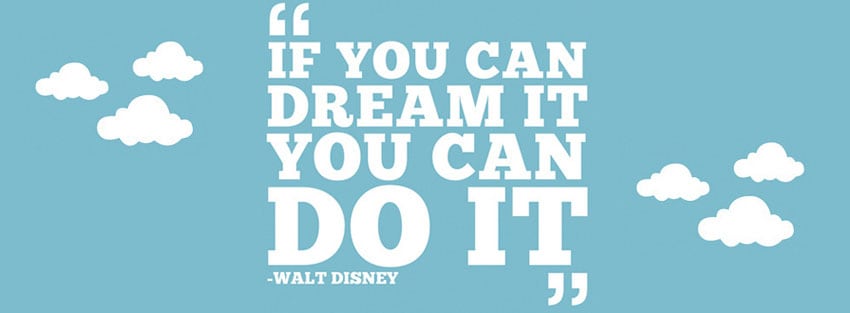 “
IF YOU CAN
DREAM IT
YOU CAN
DO IT
-WALT DISNEY
”